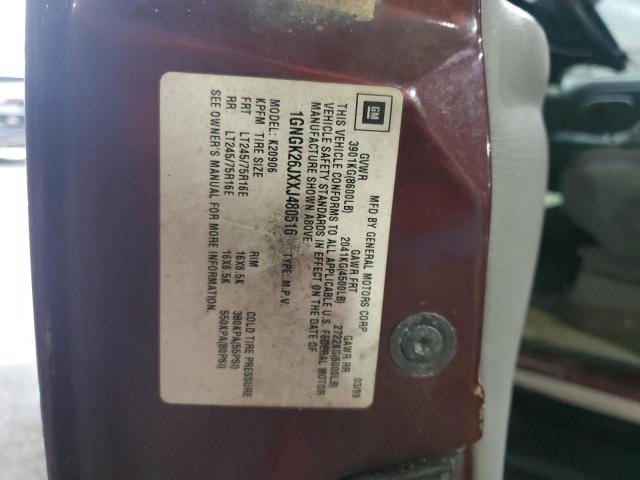 GM
MFD BY GENERAL MOTORS CORP 03/99
GVWR GAWR FRT GAWR RR
3901KG(8600LB) 2041KG(4500LB) 2722KG(6000LB)
THIS VEHICLE CONFORMS TO ALL APPLICABLE U.S. FEDERAL MOTOR
VEHICLE SAFETY STANDARDS IN EFFECT ON THE DATE OF
MANUFACTURE SHOWN ABOVE.
1GNGK26JXXJ480516 TYPE: M.P.V.
MODEL: K20906
KPFM TIRE SIZE RIM COLD TIRE PRESSURE
FRT LT245/75R16E 16X6.5K 380KPA(55PSI)
RR LT245/75R16E 16X6.5K 550KPA(80PSI)
SEE OWNER'S MANUAL FOR MORE INFORMATION.